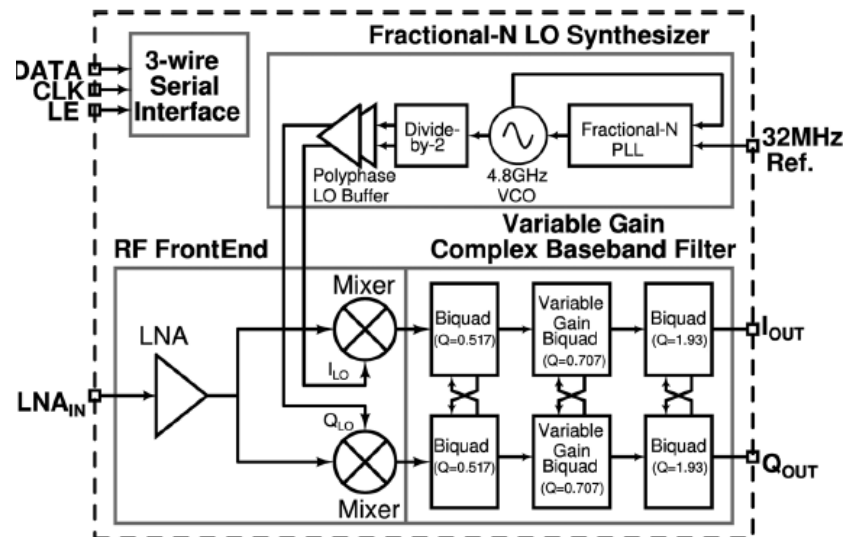 Fractional-N LO Synthesizer
DATA
CLK
LE
3-wire
Serial
Interface
Divide-
by-2
Fractional-N
PLL
32MHz
Ref.
Polyphase
LO Buffer
4.8GHz
VCO
Variable Gain
Complex Baseband Filter
RF FrontEnd
Mixer
LNA
I_LO
Biquad
(Q=0.517)
Variable
Gain
Biquad
(Q=0.707)
Biquad
(Q=1.93)
I_OUT
LNA_IN
Q_LO
Mixer
Biquad
(Q=0.517)
Variable
Gain
Biquad
(Q=0.707)
Biquad
(Q=1.93)
Q_OUT